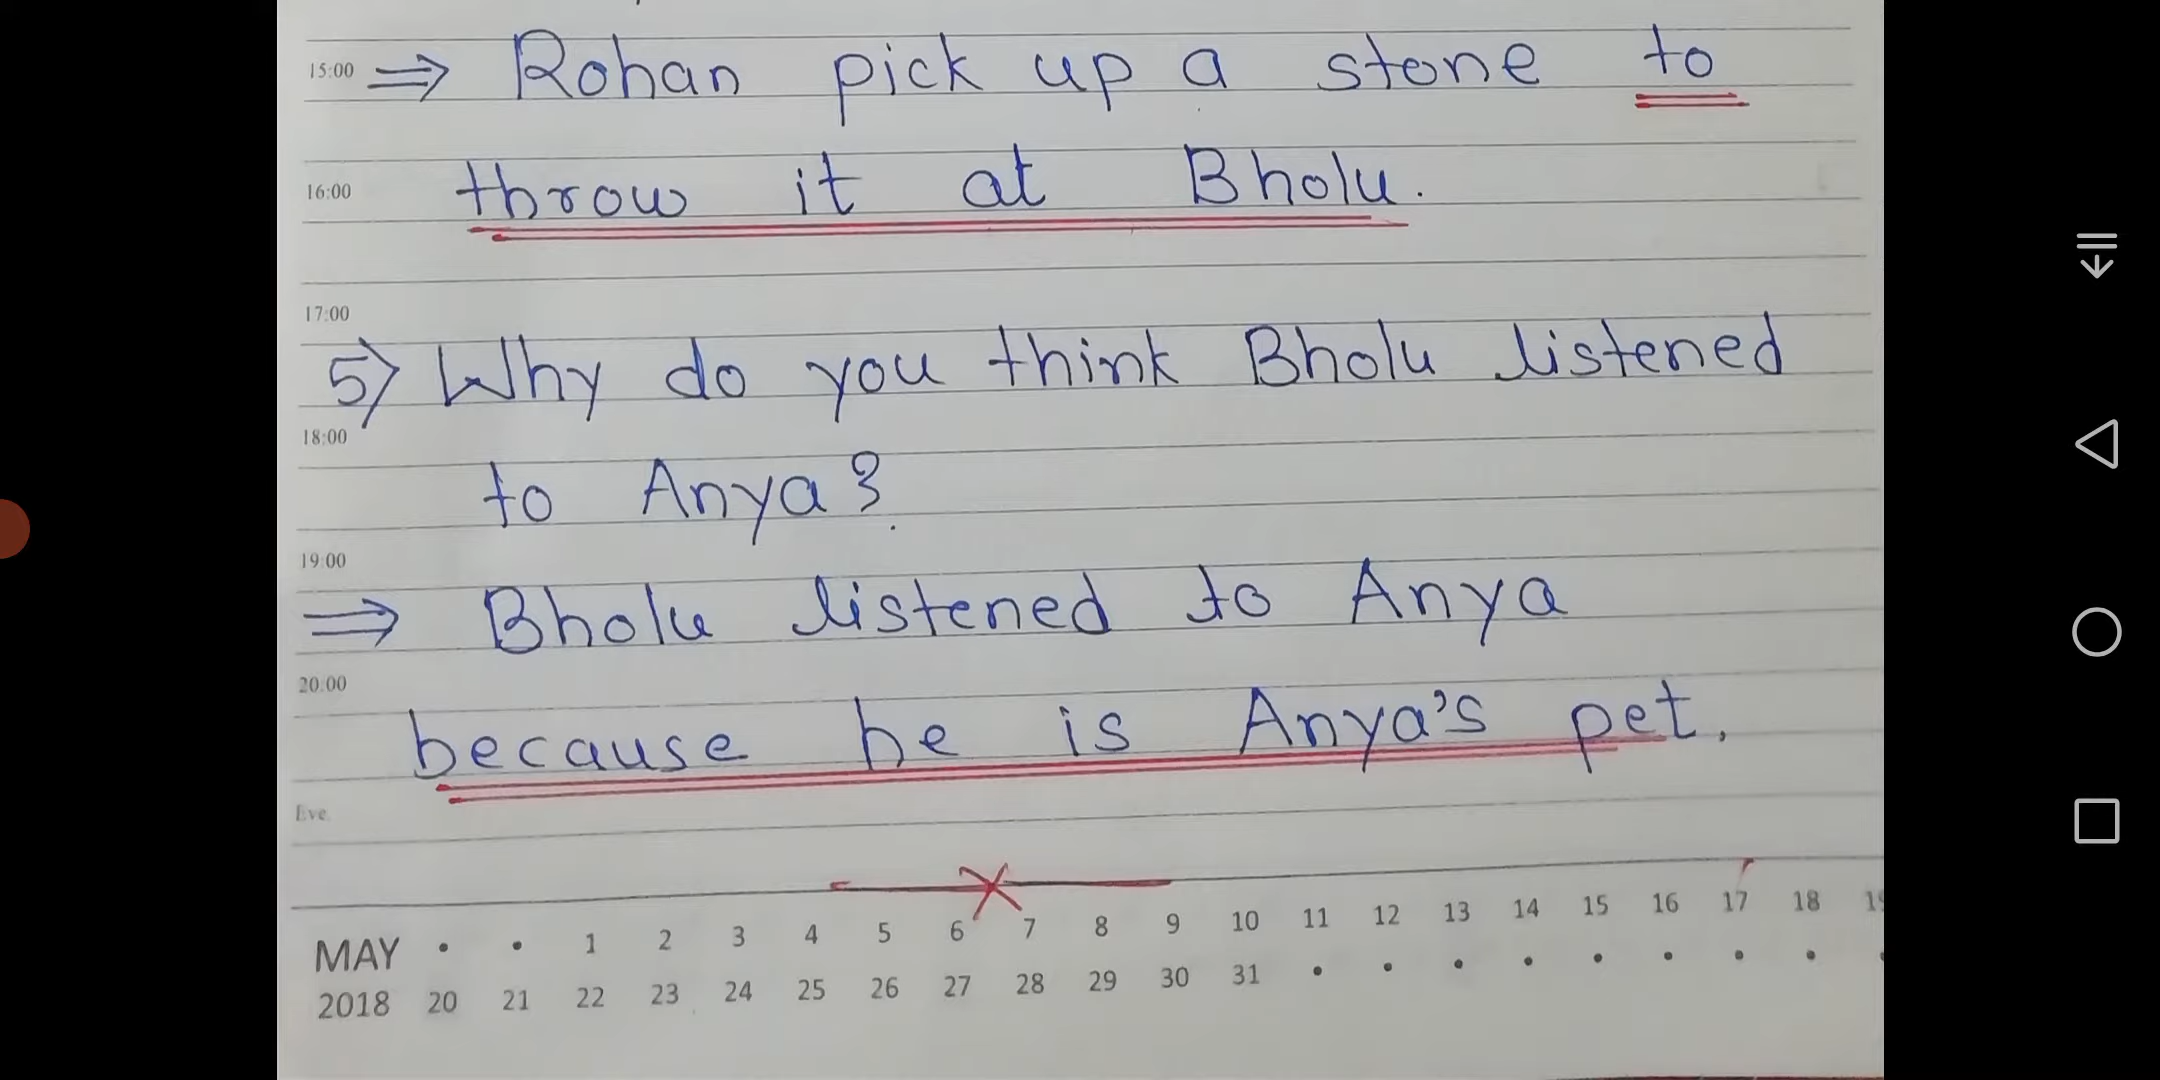 15:00 ⇒ Rohan pick up a stone to
16:00 throw it at Bholu.
17:00
5) Why do you think Bholu listened
18:00
to Anya?
19:00
⇒ Bholu listened to Anya
20:00
because he is Anya's pet.
Eve.
MAY • • 1 2 3 4 5 6 7 8 9 10 11 12 13 14 15 16 17 18 19
2018 20 21 22 23 24 25 26 27 28 29 30 31 • • • • • • • • •